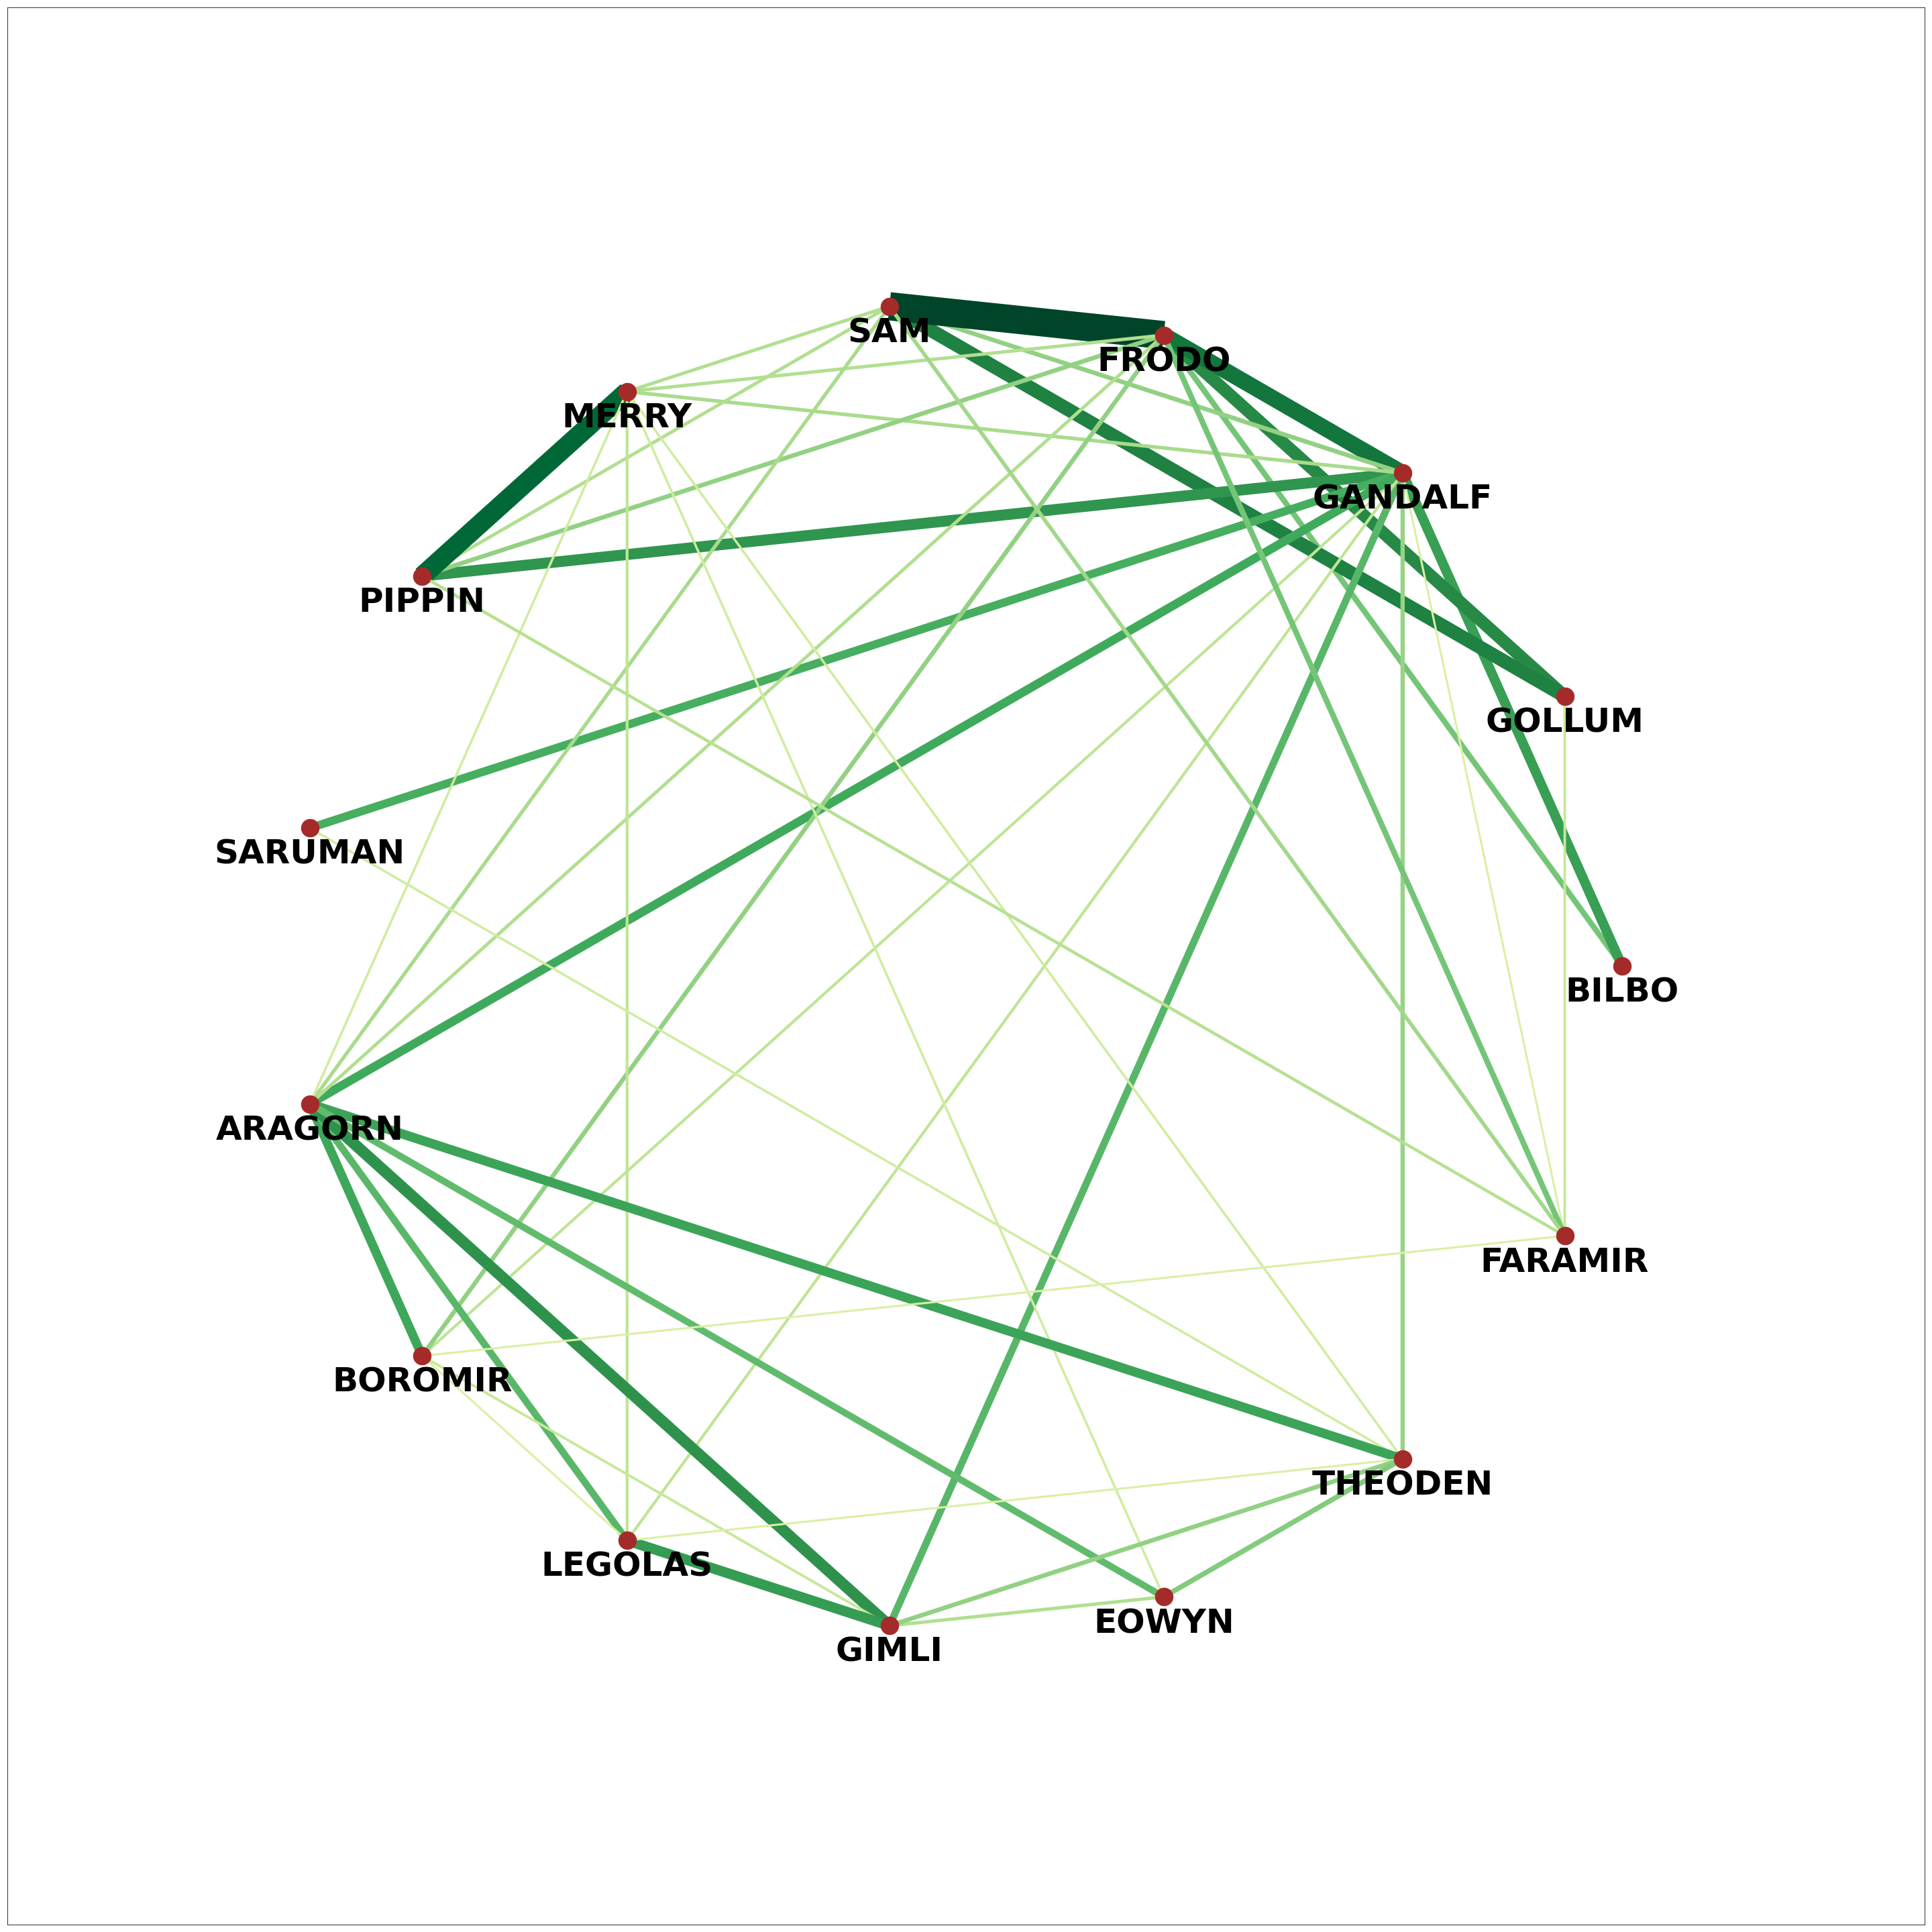 SAM
FRODO
MERRY
GANDALF
PIPPIN
GOLLUM
SARUMAN
BILBO
ARAGORN
FARAMIR
BOROMIR
THEODEN
LEGOLAS
EOWYN
GIMLI